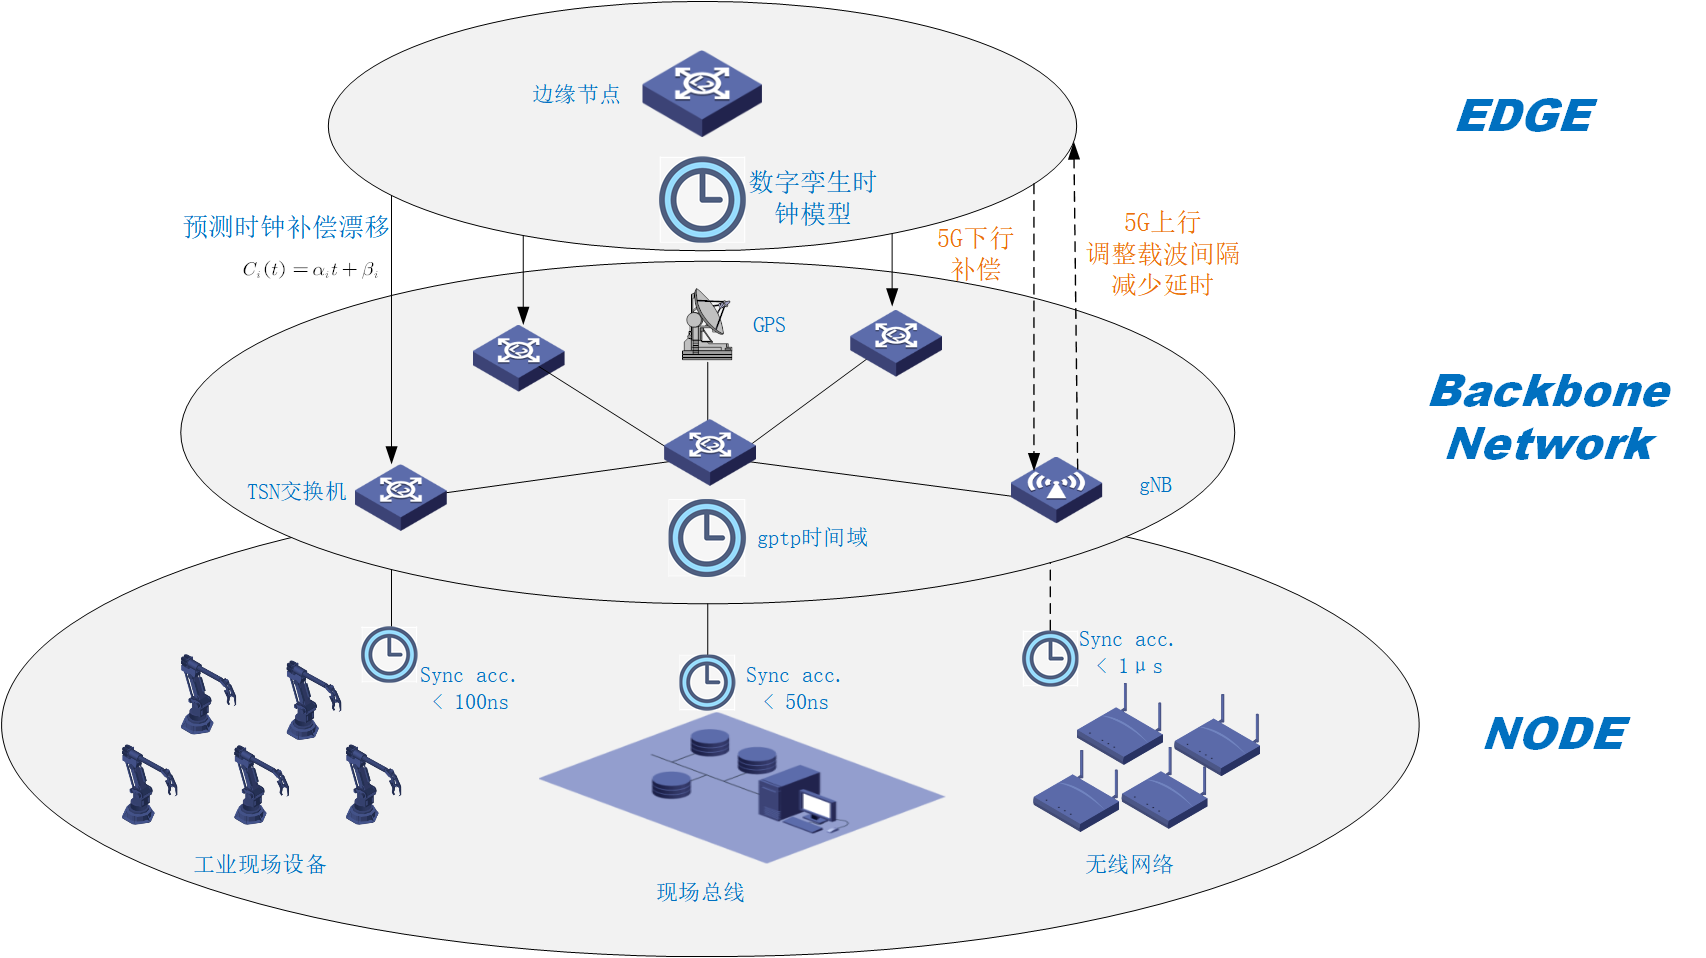 边缘节点
EDGE
数字孪生时
钟模型
预测时钟补偿漂移
C_i(t) = α_i t + β_i
5G下行
补偿
5G上行
调整载波间隔
减少延时
GPS
Backbone
Network
TSN交换机
gNB
gptp时间域
Sync acc.
< 100ns
Sync acc.
< 50ns
Sync acc.
< 1μs
NODE
工业现场设备
现场总线
无线网络